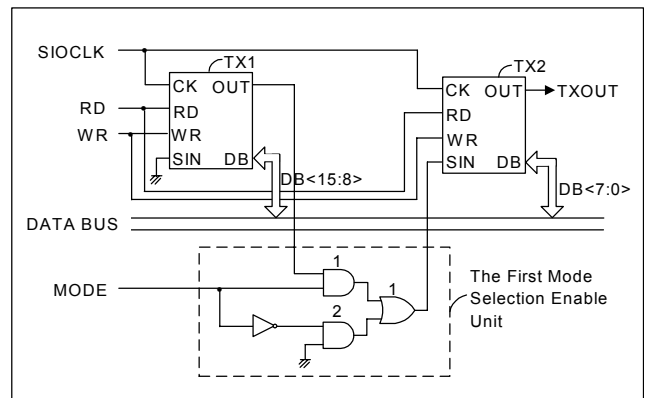 SIOCLK
TX1
TX2
CK OUT
CK OUT
TXOUT
RD
RD
RD
WR
WR
WR
SIN DB
SIN DB
DB<15:8>
DB<7:0>
DATA BUS
1
1
MODE
2
The First Mode
Selection Enable
Unit